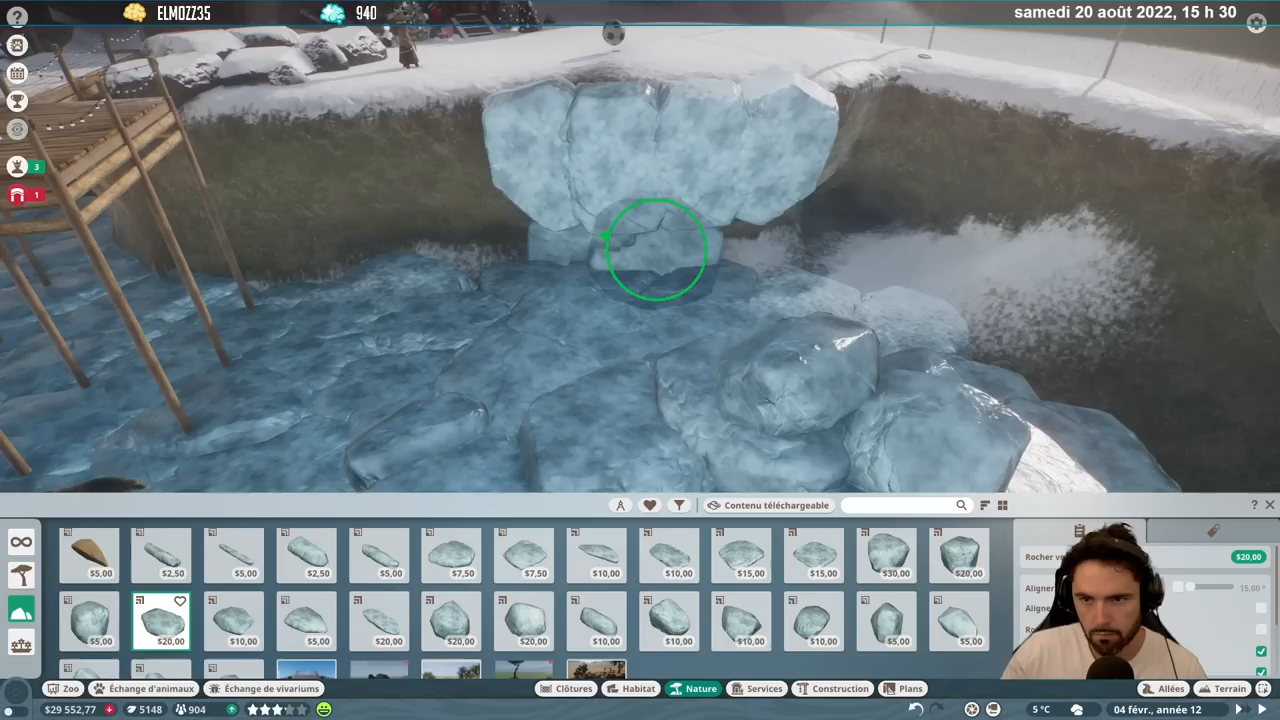 ELMOZZ35
940
samedi 20 août 2022, 15 h 30
3
1
Contenu téléchargeable
$5,00
$2,50
$5,00
$2,50
$5,00
$7,50
$7,50
$10,00
$10,00
$15,00
$15,00
$30,00
$20,00
Rocher
$20,00
$5,00
$20,00
$10,00
$5,00
$20,00
$20,00
$20,00
$10,00
$10,00
$10,00
$10,00
$5,00
$5,00
15,00 °
Zoo
Échange d'animaux
Échange de vivariums
Clôtures
Habitat
Nature
Services
Construction
Plans
Allées
Terrain
$29 552,77
5148
904
5 °C
04 févr., année 12